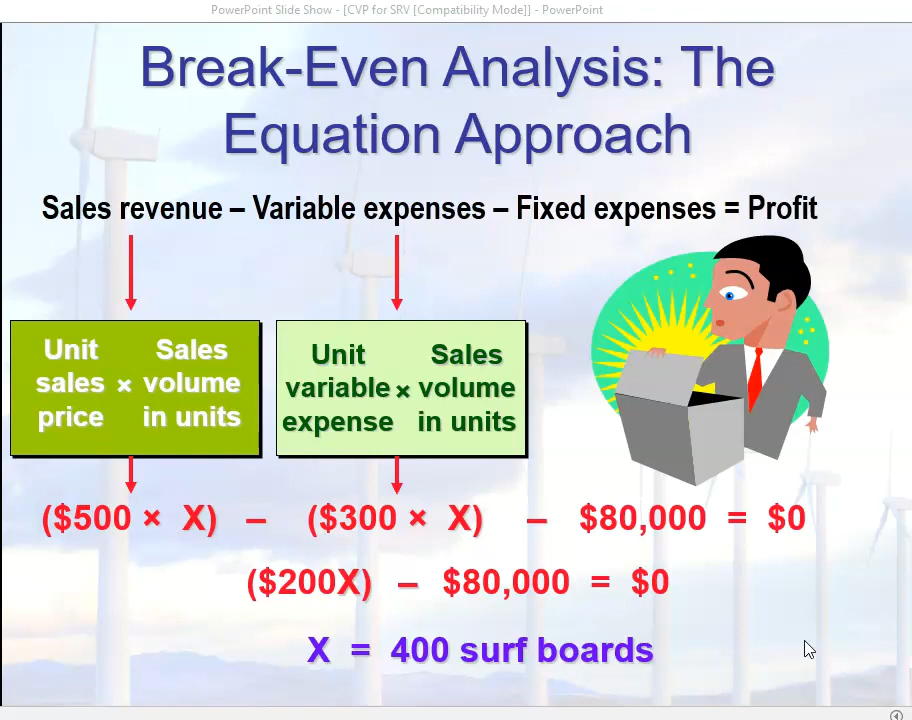 PowerPoint Slide Show - [CVP for SRV [Compatibility Mode]] - PowerPoint
Break-Even Analysis: The
Equation Approach
Sales revenue – Variable expenses – Fixed expenses = Profit
Unit sales price × Sales volume in units
Unit variable expense × Sales volume in units
($500 × X) – ($300 × X) – $80,000 = $0
($200X) – $80,000 = $0
X = 400 surf boards